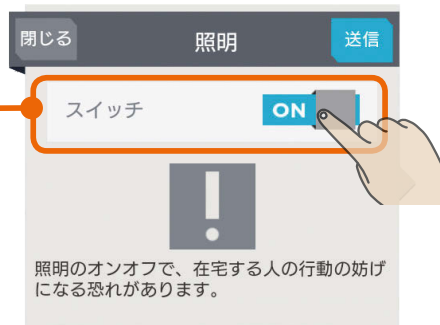 閉じる 照明 送信
スイッチ ON
照明のオンオフで、在宅する人の行動の妨げ
になる恐れがあります。